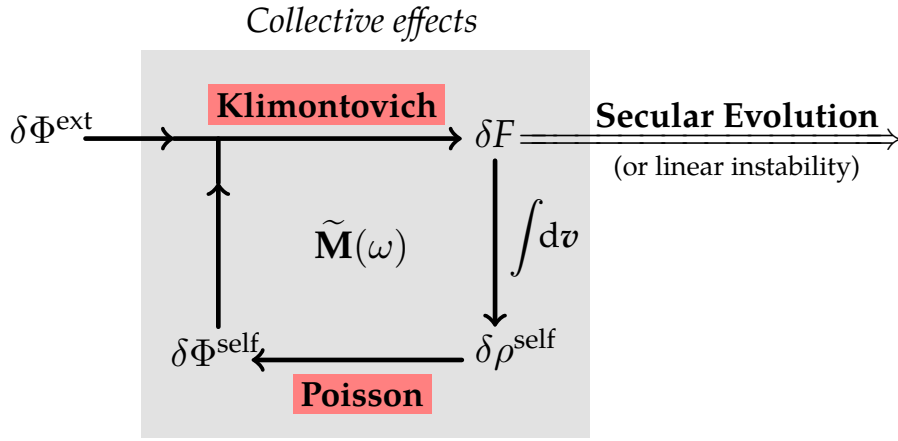 Collective effects
Klimontovich
δΦ^ext
δF
Secular Evolution
(or linear instability)
M̃(ω)
∫dv
δΦ^self
δρ^self
Poisson